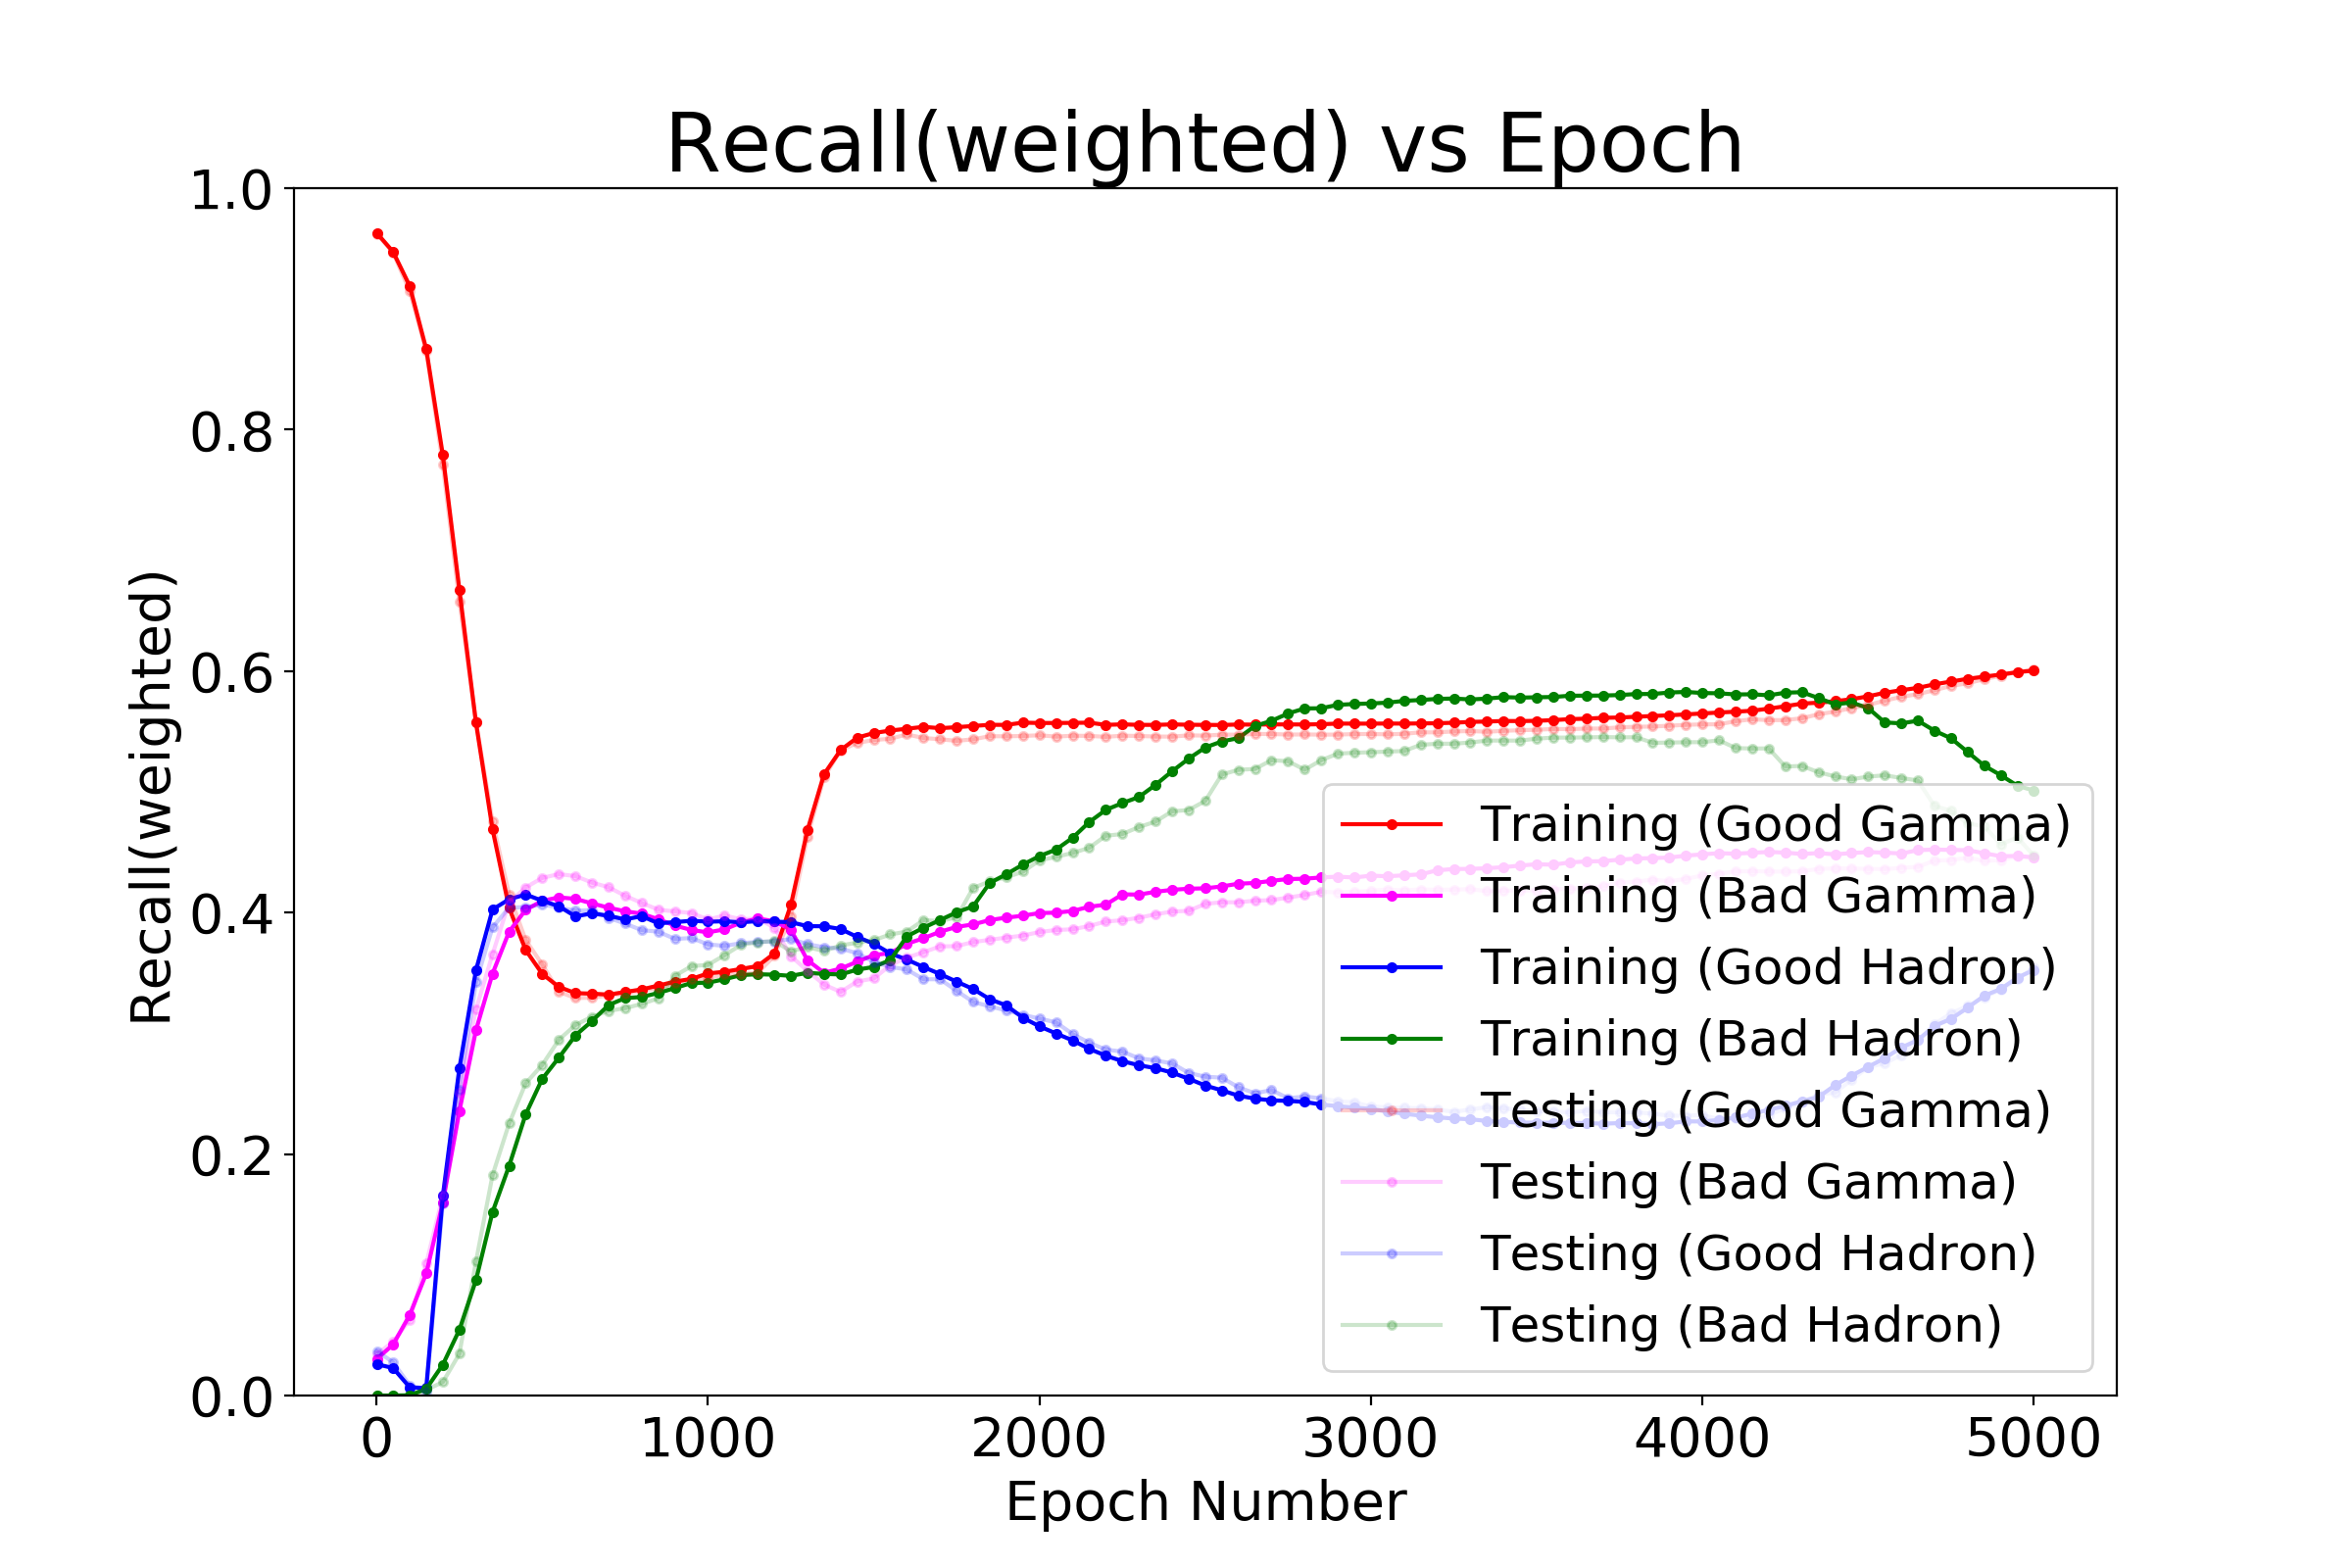 Recall(weighted) vs Epoch
1.0
0.8
0.6
0.4
0.2
0.0
Recall(weighted)
Training (Good Gamma)
Training (Bad Gamma)
Training (Good Hadron)
Training (Bad Hadron)
Testing (Good Gamma)
Testing (Bad Gamma)
Testing (Good Hadron)
Testing (Bad Hadron)
0 1000 2000 3000 4000 5000
Epoch Number